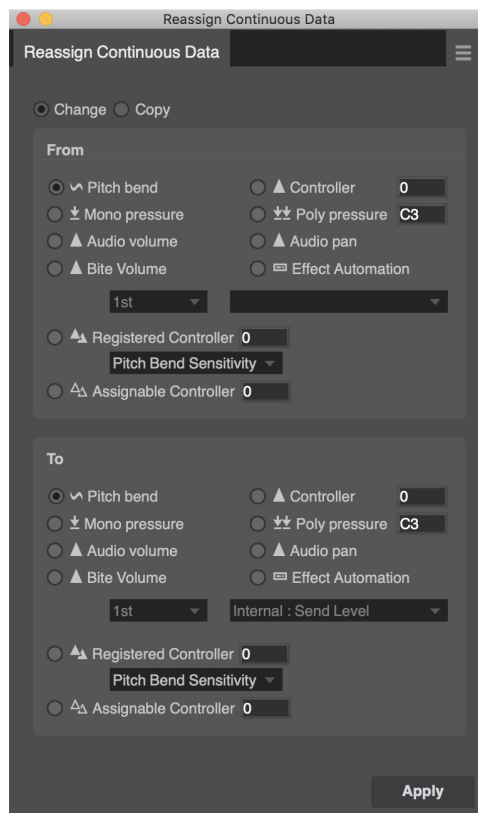 Reassign Continuous Data
Reassign Continuous Data
Change Copy
From
Pitch bend Controller 0
Mono pressure Poly pressure C3
Audio volume Audio pan
Bite Volume Effect Automation
1st
Registered Controller 0
Pitch Bend Sensitivity
Assignable Controller 0
To
Pitch bend Controller 0
Mono pressure Poly pressure C3
Audio volume Audio pan
Bite Volume Effect Automation
1st Internal : Send Level
Registered Controller 0
Pitch Bend Sensitivity
Assignable Controller 0
Apply